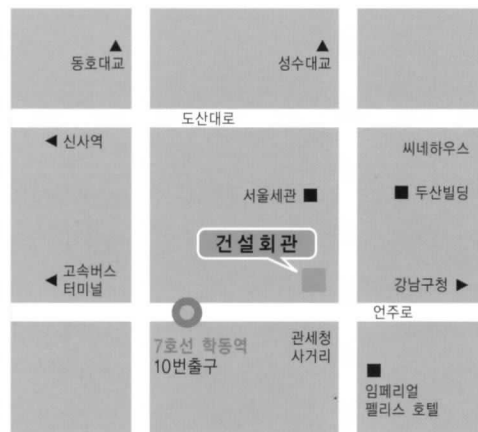 ▲
동호대교
▲
성수대교
도산대로
◀ 신사역
씨네하우스
서울세관 ■
■ 두산빌딩
건설회관
◀ 고속버스
터미널
강남구청 ▶
언주로
7호선 학동역
10번출구
관세청
사거리
■
임페리얼
펠리스 호텔